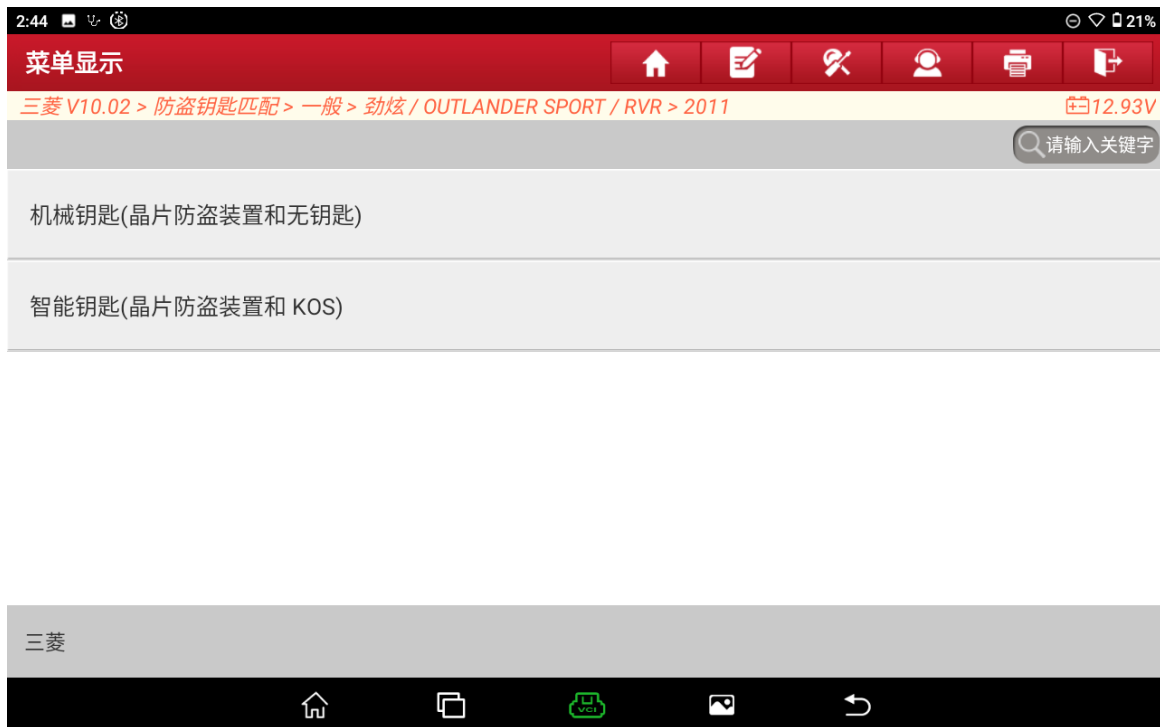 2:44
21%
菜单显示
三菱 V10.02 > 防盗钥匙匹配 > 一般 > 劲炫 / OUTLANDER SPORT / RVR > 2011
12.93V
请输入关键字
机械钥匙(晶片防盗装置和无钥匙)
智能钥匙(晶片防盗装置和 KOS)
三菱
VCI